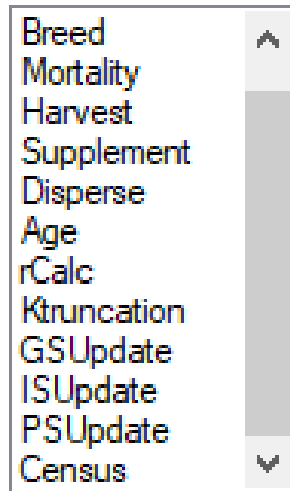 Breed
Mortality
Harvest
Supplement
Disperse
Age
rCalc
Ktruncation
GSUpdate
ISUpdate
PSUpdate
Census